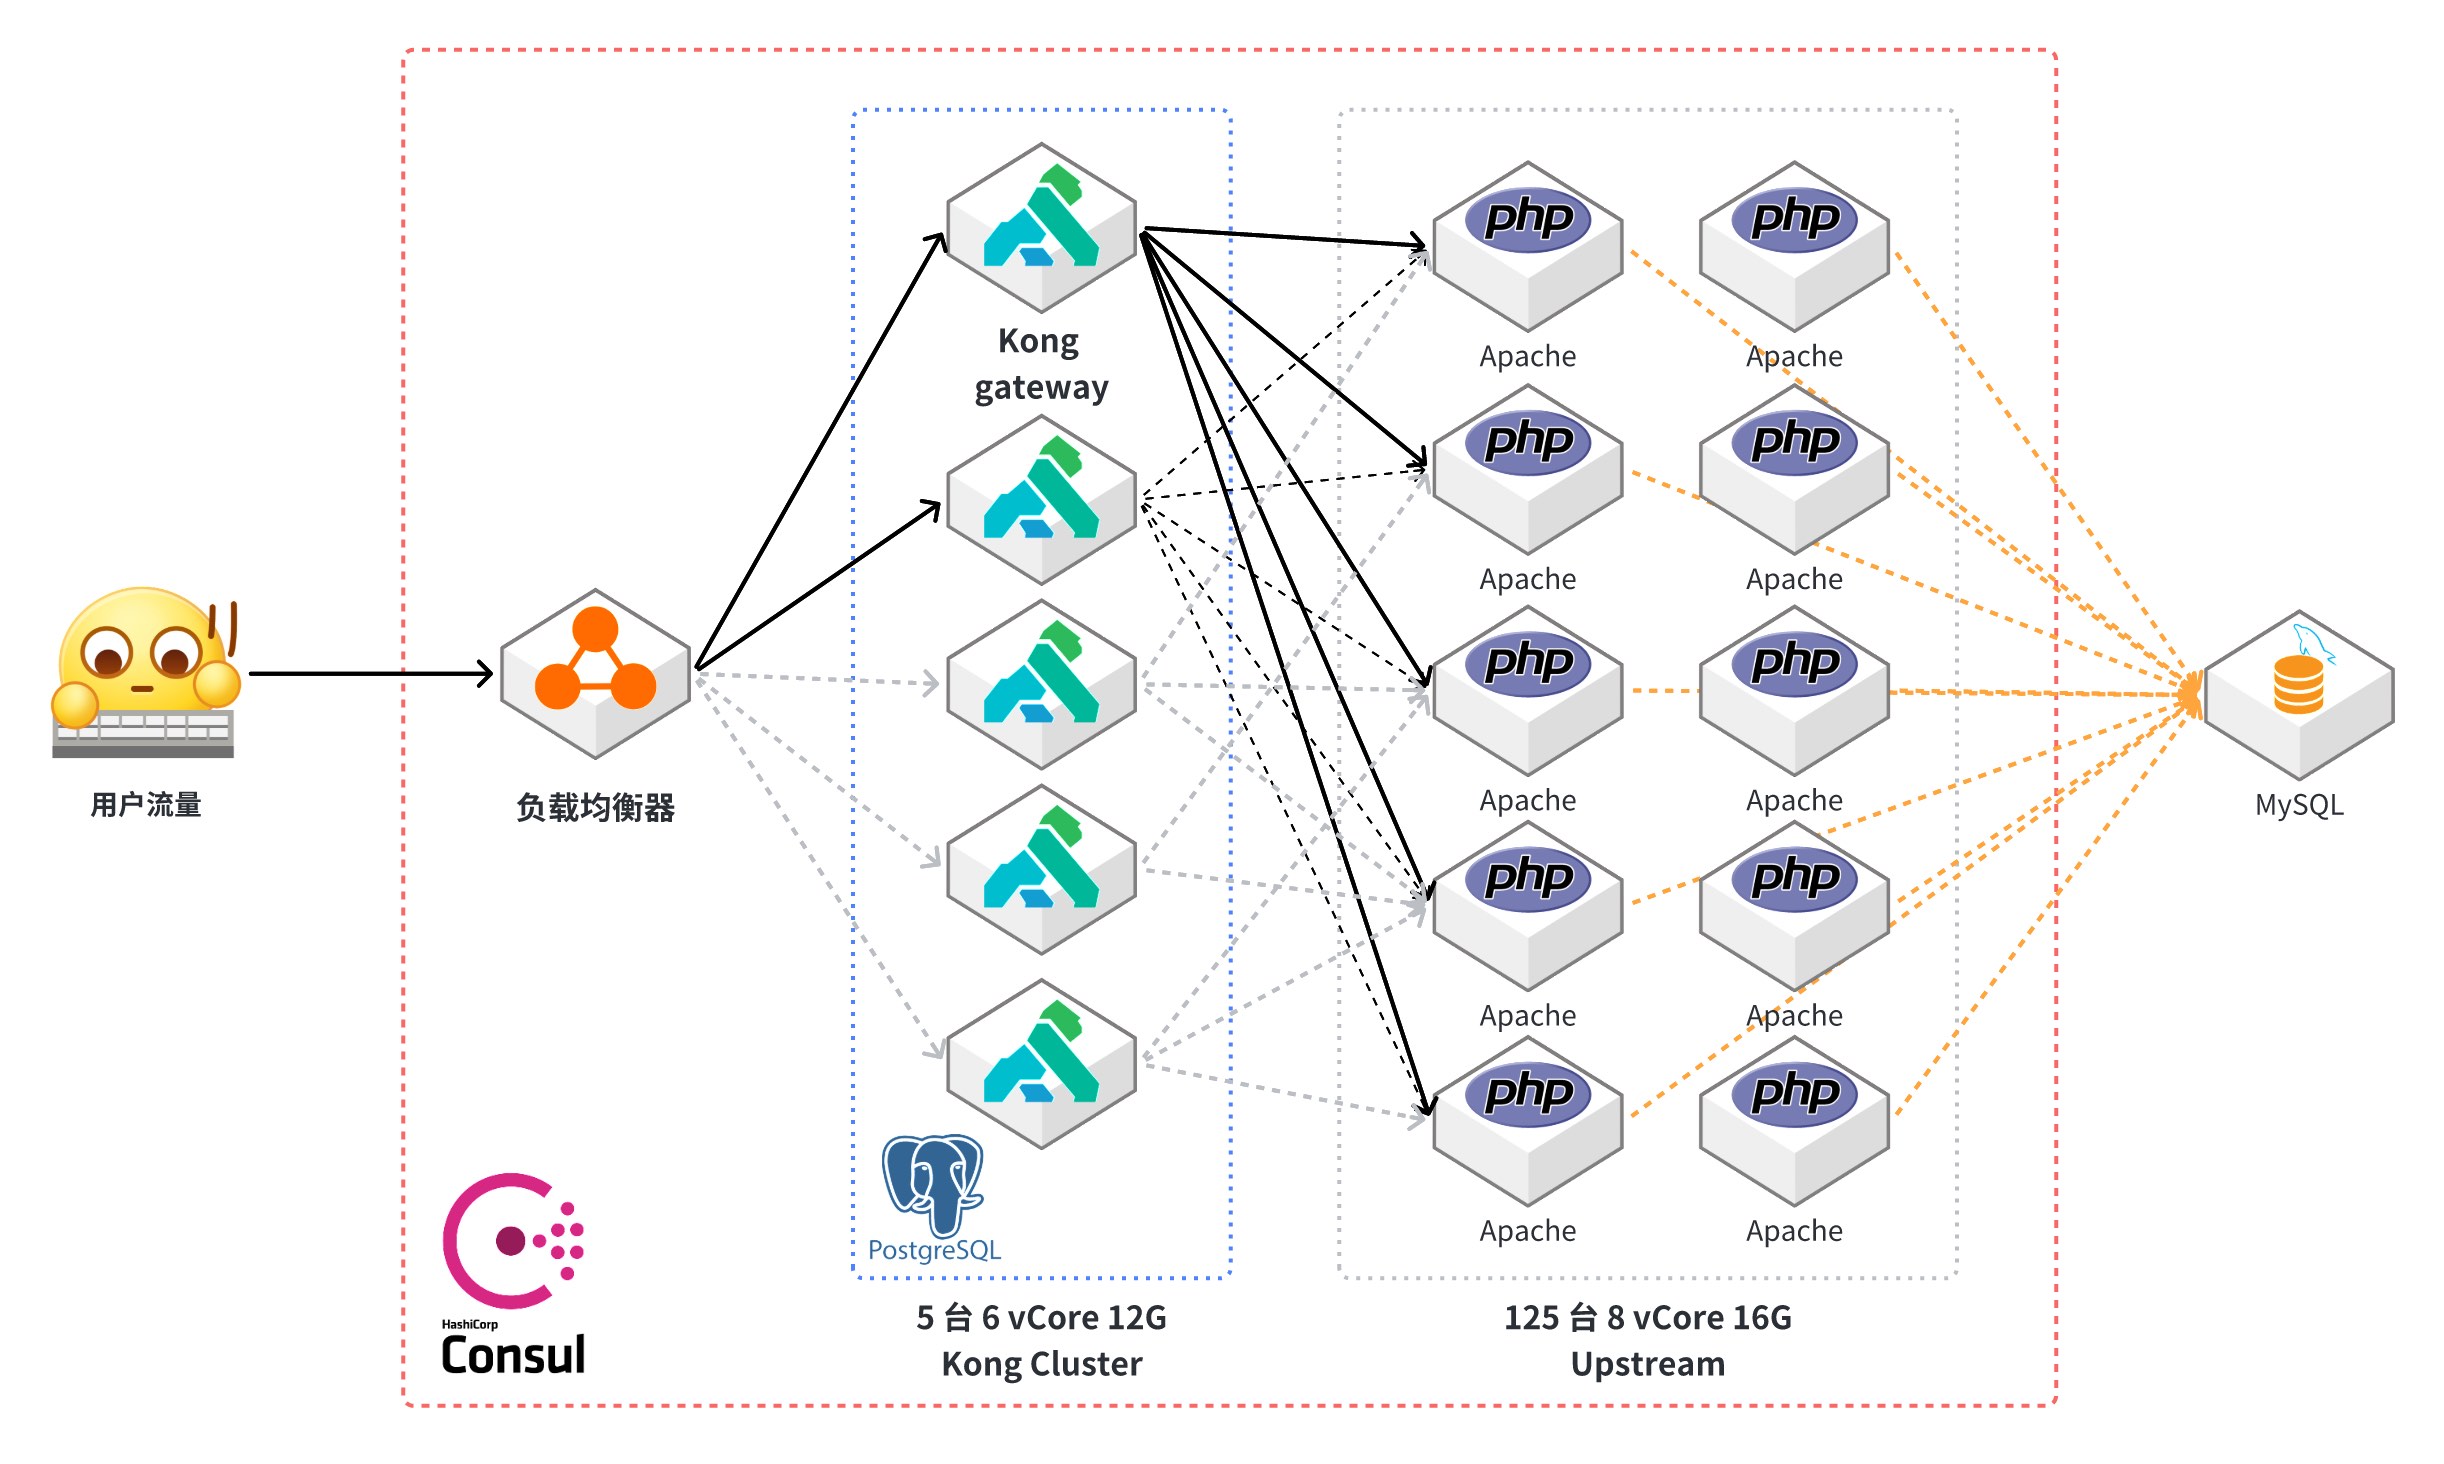 用户流量
负载均衡器
Kong
gateway
php
php
Apache
Apache
php
php
Apache
Apache
php
php
Apache
Apache
php
php
Apache
Apache
php
php
Apache
Apache
MySQL
PostgreSQL
HashiCorp
Consul
5 台 6 vCore 12G
Kong Cluster
125 台 8 vCore 16G
Upstream